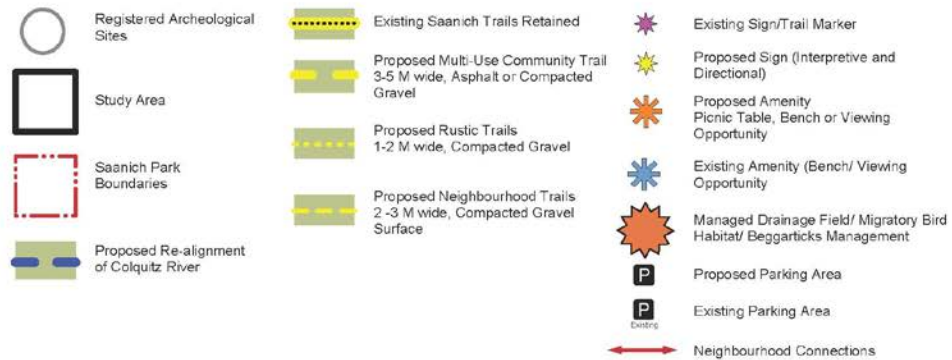 Registered Archeological
Sites
Study Area
Saanich Park
Boundaries
Proposed Re-alignment
of Colquitz River
Existing Saanich Trails Retained
Proposed Multi-Use Community Trail
3-5 M wide, Asphalt or Compacted
Gravel
Proposed Rustic Trails
1-2 M wide, Compacted Gravel
Proposed Neighbourhood Trails
2 -3 M wide, Compacted Gravel
Surface
Existing Sign/Trail Marker
Proposed Sign (Interpretive and
Directional)
Proposed Amenity
Picnic Table, Bench or Viewing
Opportunity
Existing Amenity (Bench/ Viewing
Opportunity
Managed Drainage Field/ Migratory Bird
Habitat/ Beggarticks Management
P
Proposed Parking Area
P
Existing
Existing Parking Area
Neighbourhood Connections